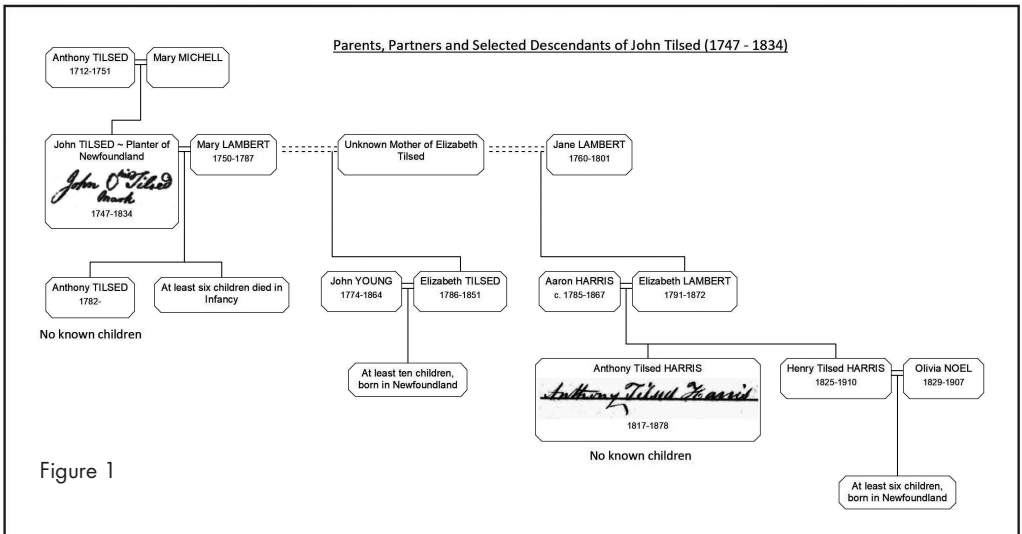 Parents, Partners and Selected Descendants of John Tilsed (1747 - 1834)
Anthony TILSED
1712-1751
Mary MICHELL
John TILSED ~ Planter of
Newfoundland
John O his Tilsed
mark
1747-1834
Mary LAMBERT
1750-1787
Unknown Mother of Elizabeth
Tilsed
Jane LAMBERT
1760-1801
Anthony TILSED
1782-
No known children
At least six children died in
Infancy
John YOUNG
1774-1864
Elizabeth TILSED
1786-1851
At least ten children,
born in Newfoundland
Aaron HARRIS
c. 1785-1867
Elizabeth LAMBERT
1791-1872
Anthony Tilsed HARRIS
Anthony Tilsed Harris
1817-1878
No known children
Henry Tilsed HARRIS
1825-1910
Olivia NOEL
1829-1907
At least six children,
born in Newfoundland
Figure 1